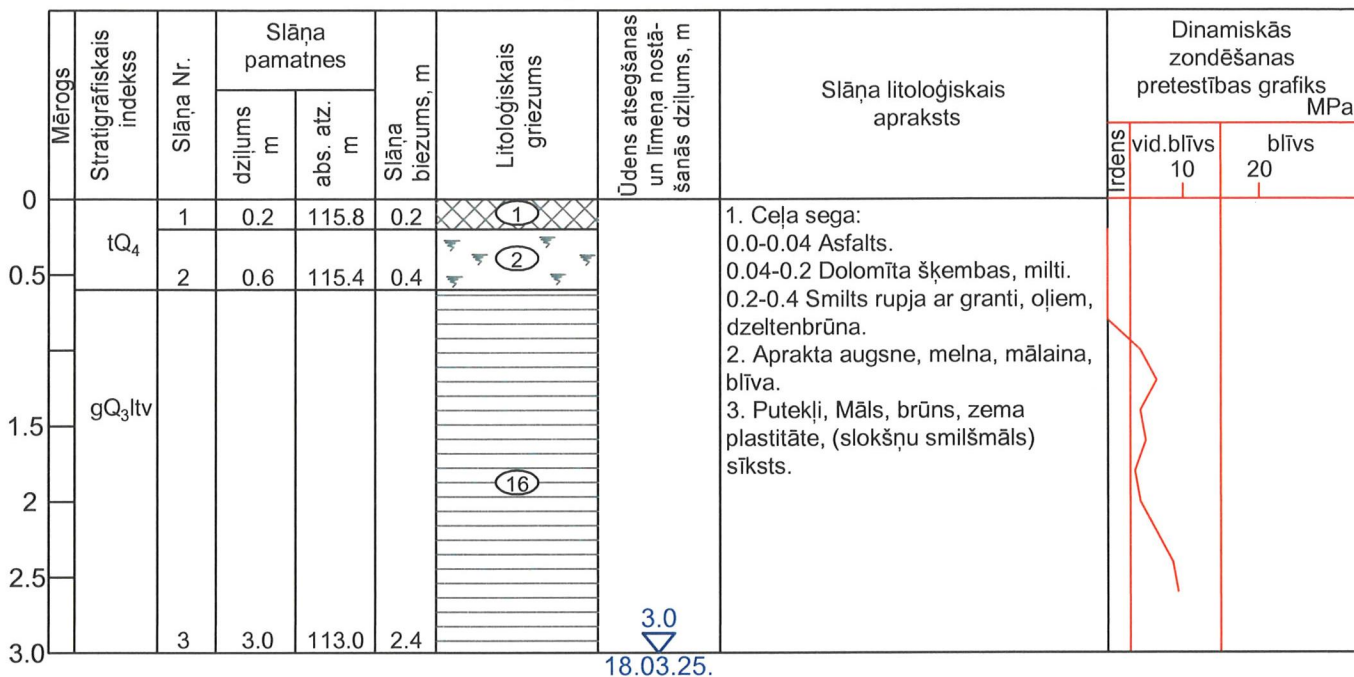 Mērogs
Stratigrāfiskais
indekss
Slāņa Nr.
Slāņa
pamatnes
dziļums
m
abs. atz.
m
Slāņa
biezums, m
Litoloģiskais
griezums
Ūdens atsegšanas
un līmeņa nostā-
šanās dziļums, m
Slāņa litoloģiskais
apraksts
Dinamiskās
zondēšanas
pretestības grafiks
MPa
Irdens
vid.blīvs
blīvs
10
20
0
0.5
1.5
2
2.5
3.0
tQ₄
gQ₃ltv
1 0.2 115.8 0.2
2 0.6 115.4 0.4
3 3.0 113.0 2.4
1
2
16
3.0
18.03.25.
1. Ceļa sega:
0.0-0.04 Asfalts.
0.04-0.2 Dolomīta šķembas, milti.
0.2-0.4 Smilts rupja ar granti, oļiem,
dzeltenbrūna.
2. Aprakta augsne, melna, mālaina,
blīva.
3. Putekļi, Māls, brūns, zema
plastitāte, (slokšņu smilšmāls)
sīksts.